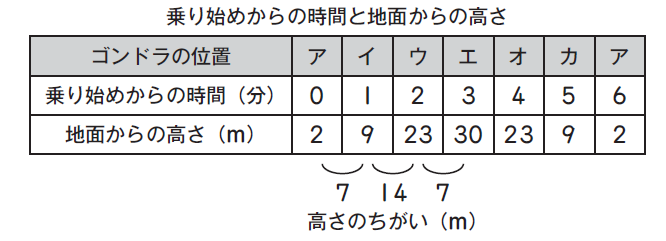 乗り始めからの時間と地面からの高さ
ゴンドラの位置 ア イ ウ エ オ カ ア
乗り始めからの時間（分） 0 1 2 3 4 5 6
地面からの高さ（m） 2 9 23 30 23 9 2
7 14 7
高さのちがい（m）